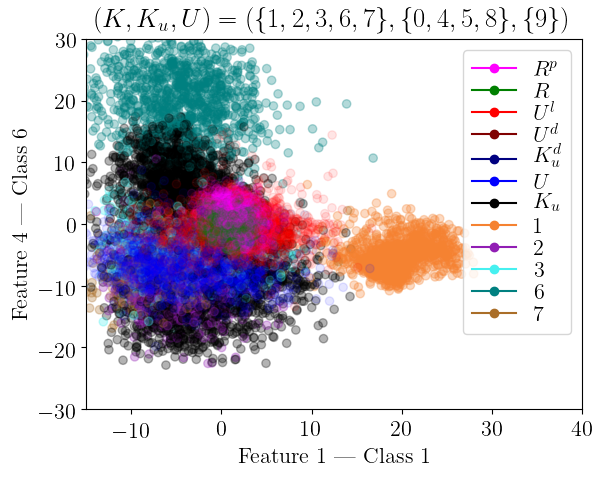 (K, K_u, U) = ({1, 2, 3, 6, 7}, {0, 4, 5, 8}, {9})
30
20
10
0
−10
−20
−30
Feature 4 — Class 6
−10
0
10
20
30
40
Feature 1 — Class 1
R^p
R
U^l
U^d
K_u^d
U
K_u
1
2
3
6
7